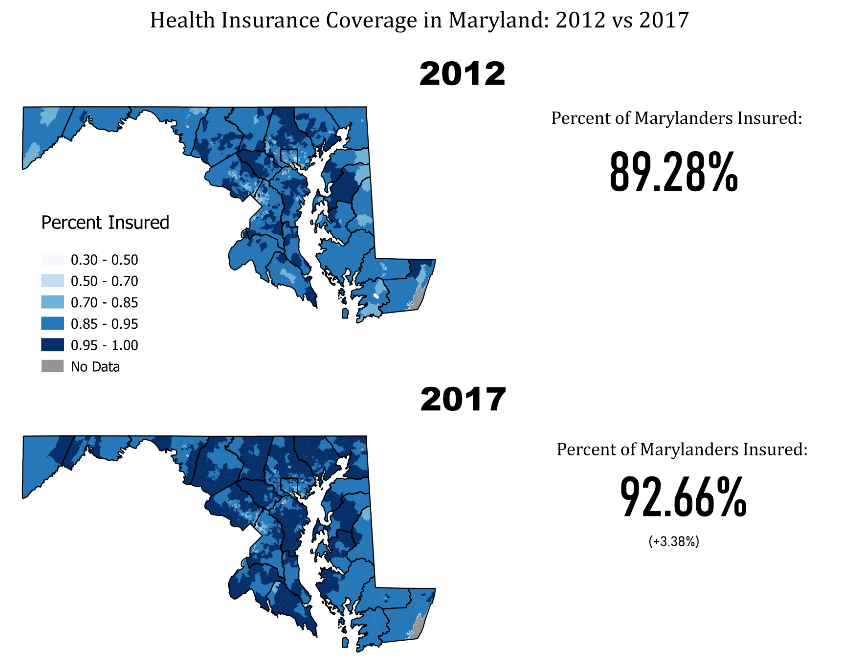 Health Insurance Coverage in Maryland: 2012 vs 2017
2012
Percent of Marylanders Insured:
89.28%
Percent Insured
0.30 - 0.50
0.50 - 0.70
0.70 - 0.85
0.85 - 0.95
0.95 - 1.00
No Data
2017
Percent of Marylanders Insured:
92.66%
(+3.38%)